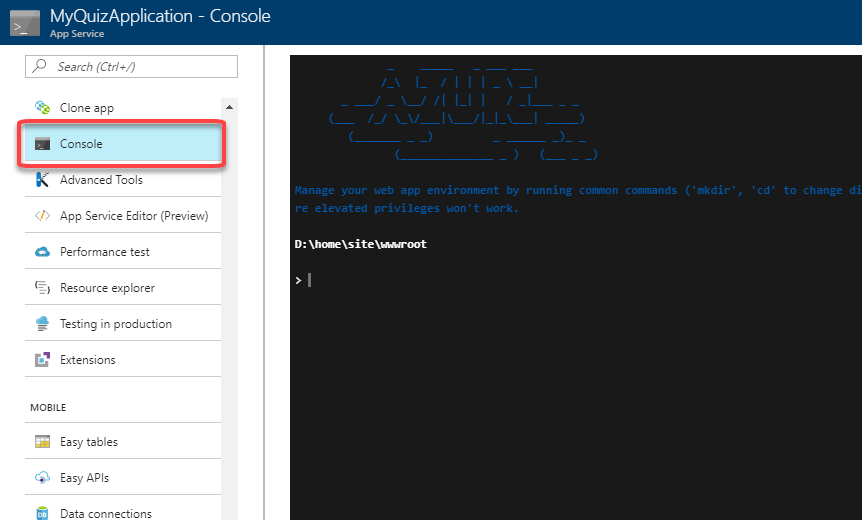 MyQuizApplication - Console
App Service
Search (Ctrl+/)
Clone app
Console
Advanced Tools
App Service Editor (Preview)
Performance test
Resource explorer
Testing in production
Extensions
MOBILE
Easy tables
Easy APIs
Data connections
Manage your web app environment by running common commands ('mkdir', 'cd' to change di
re elevated privileges won't work.
D:\home\site\wwwroot
>